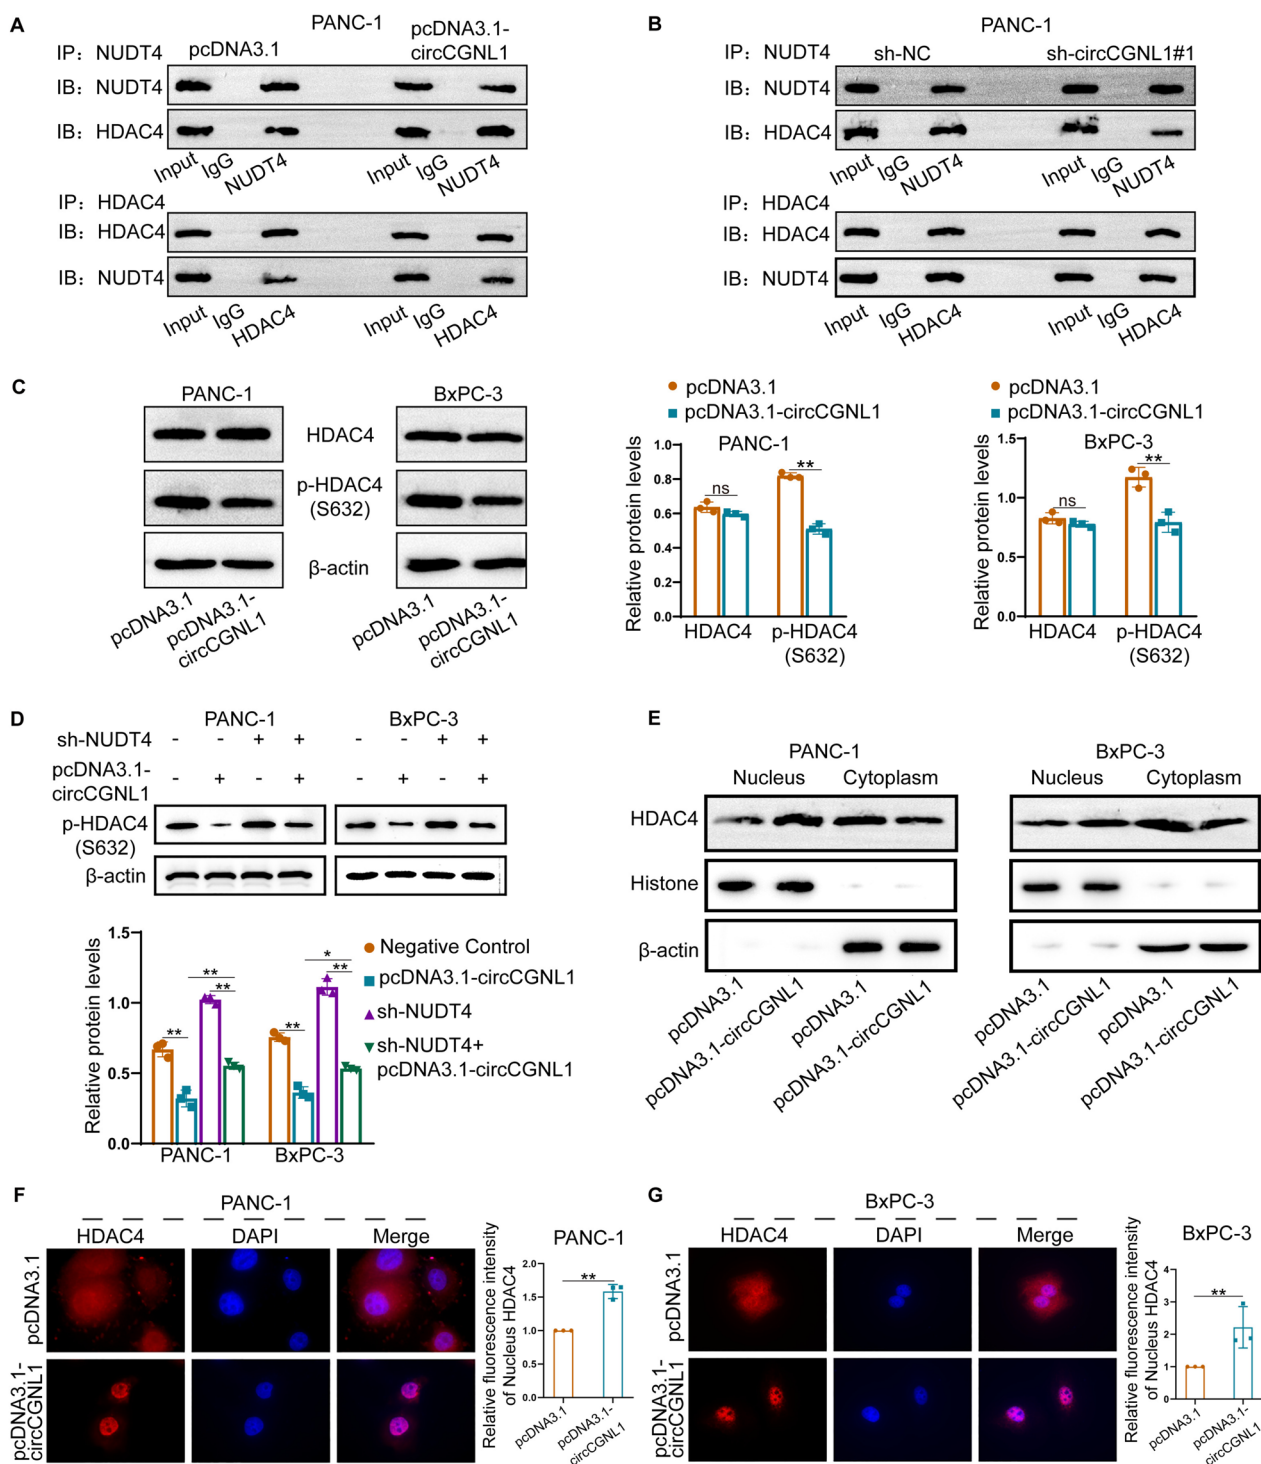 A
PANC-1
IP: NUDT4
pcDNA3.1
pcDNA3.1-
circCGNL1
IB: NUDT4
IB: HDAC4
Input
IgG
NUDT4
Input
IgG
NUDT4
IP: HDAC4
IB: HDAC4
IB: NUDT4
Input
IgG
HDAC4
Input
IgG
HDAC4
B
PANC-1
IP: NUDT4
sh-NC
sh-circCGNL1#1
IB: NUDT4
IB: HDAC4
Input
IgG
NUDT4
Input
IgG
NUDT4
IP: HDAC4
IB: HDAC4
IB: NUDT4
Input
IgG
HDAC4
Input
IgG
HDAC4
C
PANC-1
BxPC-3
HDAC4
p-HDAC4
(S632)
β-actin
pcDNA3.1
pcDNA3.1-
circCGNL1
pcDNA3.1
pcDNA3.1-
circCGNL1
pcDNA3.1
pcDNA3.1-circCGNL1
PANC-1
Relative protein levels
1.0
0.8
0.6
0.4
0.2
0.0
ns
**
HDAC4
p-HDAC4
(S632)
pcDNA3.1
pcDNA3.1-circCGNL1
BxPC-3
Relative protein levels
1.5
1.0
0.5
0.0
ns
**
HDAC4
p-HDAC4
(S632)
D
PANC-1
BxPC-3
sh-NUDT4 - - + + - - + +
pcDNA3.1-
circCGNL1 - + - + - + - +
p-HDAC4
(S632)
β-actin
Relative protein levels
1.5
1.0
0.5
0.0
**
**
**
**
*
**
PANC-1
BxPC-3
Negative Control
pcDNA3.1-circCGNL1
sh-NUDT4
sh-NUDT4+
pcDNA3.1-circCGNL1
E
PANC-1
BxPC-3
Nucleus
Cytoplasm
Nucleus
Cytoplasm
HDAC4
Histone
β-actin
pcDNA3.1
pcDNA3.1-circCGNL1
pcDNA3.1
pcDNA3.1-circCGNL1
pcDNA3.1
pcDNA3.1-circCGNL1
pcDNA3.1
pcDNA3.1-circCGNL1
F
PANC-1
HDAC4
DAPI
Merge
pcDNA3.1
pcDNA3.1-
circCGNL1
PANC-1
Relative fluorescence intensity
of Nucleus HDAC4
2.0
1.5
1.0
0.5
0.0
**
pcDNA3.1
pcDNA3.1-
circCGNL1
G
BxPC-3
HDAC4
DAPI
Merge
pcDNA3.1
pcDNA3.1-
circCGNL1
BxPC-3
Relative fluorescence intensity
of Nucleus HDAC4
4
3
2
1
0
**
pcDNA3.1
pcDNA3.1-
circCGNL1